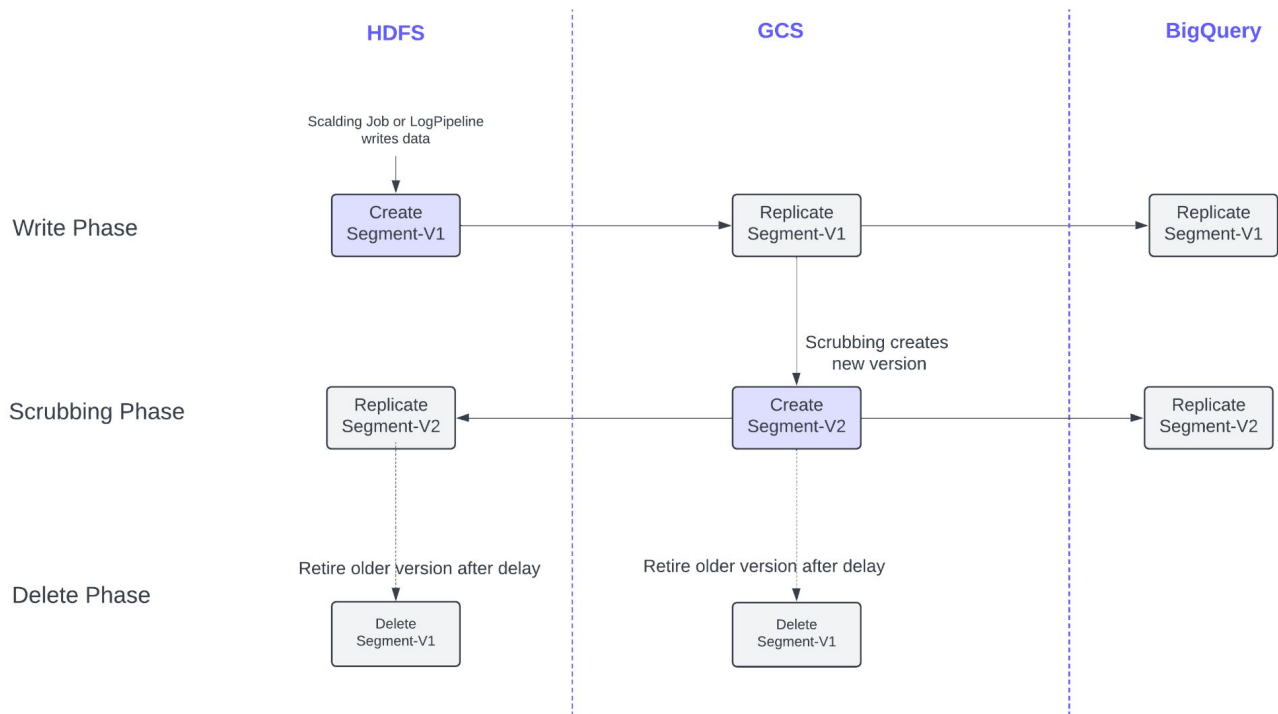 HDFS
GCS
BigQuery
Scalding Job or LogPipeline
writes data
Write Phase
Create
Segment-V1
Replicate
Segment-V1
Replicate
Segment-V1
Scrubbing creates
new version
Scrubbing Phase
Replicate
Segment-V2
Create
Segment-V2
Replicate
Segment-V2
Retire older version after delay
Retire older version after delay
Delete Phase
Delete
Segment-V1
Delete
Segment-V1